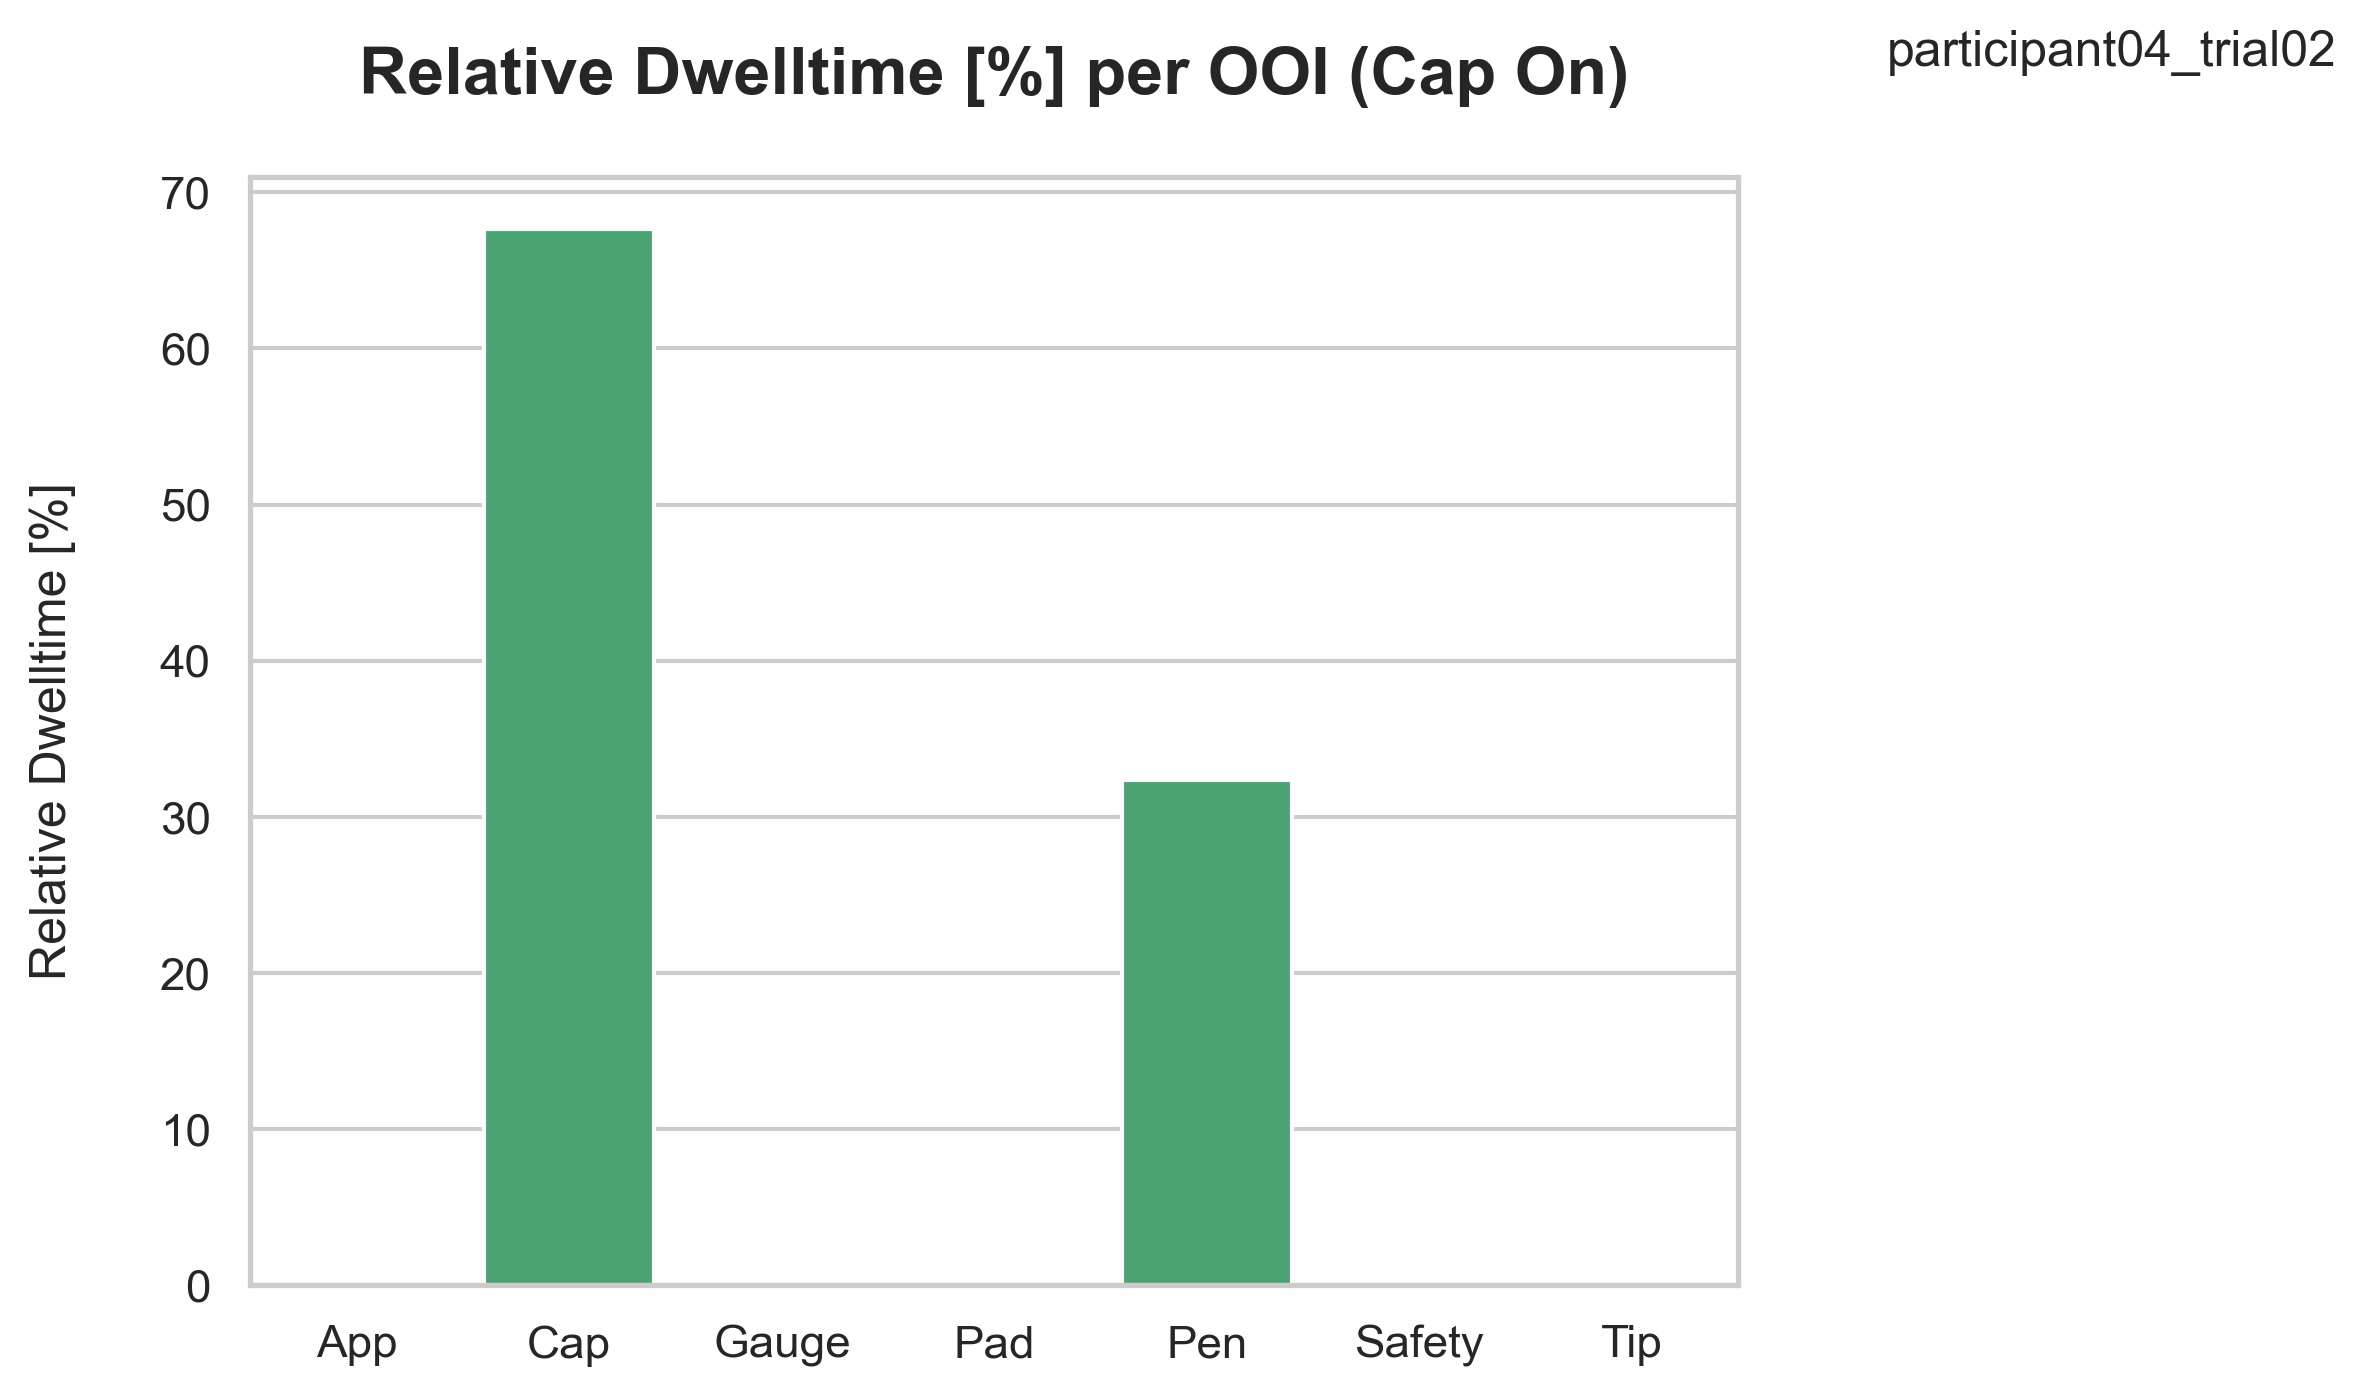 Relative Dwelltime [%] per OOI (Cap On)
participant04_trial02
Relative Dwelltime [%]
70
60
50
40
30
20
10
0
App Cap Gauge Pad Pen Safety Tip